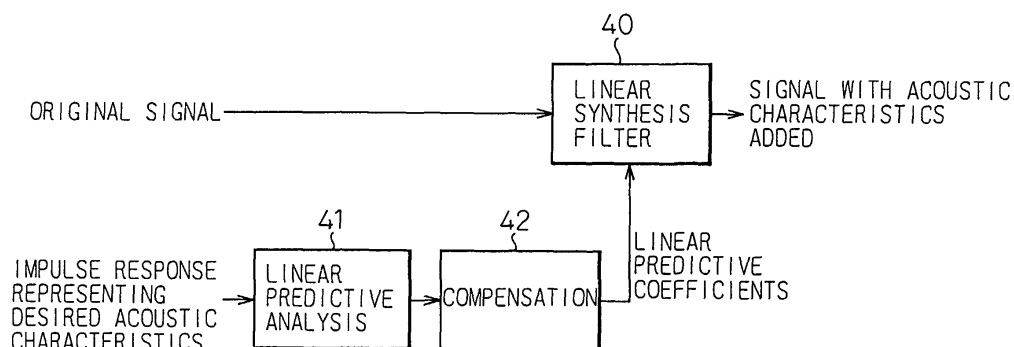 40
ORIGINAL SIGNAL
LINEAR
SYNTHESIS
FILTER
SIGNAL WITH ACOUSTIC
CHARACTERISTICS
ADDED
41
42
IMPULSE RESPONSE
REPRESENTING
DESIRED ACOUSTIC
CHARACTERISTICS
LINEAR
PREDICTIVE
ANALYSIS
COMPENSATION
LINEAR
PREDICTIVE
COEFFICIENTS